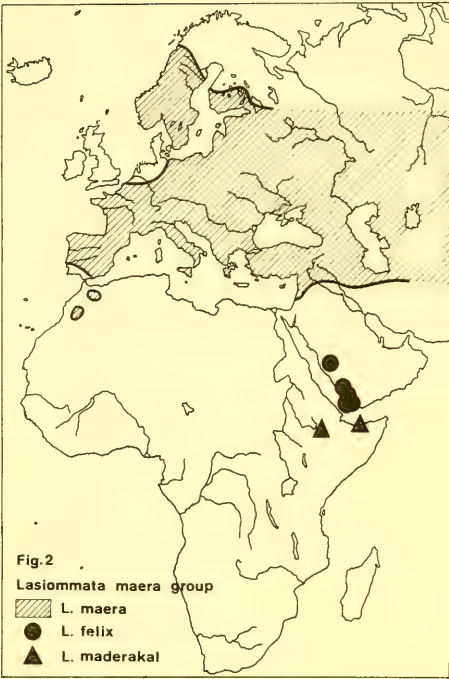 Fig.2
Lasiommata maera group
L. maera
L. felix
L. maderakal